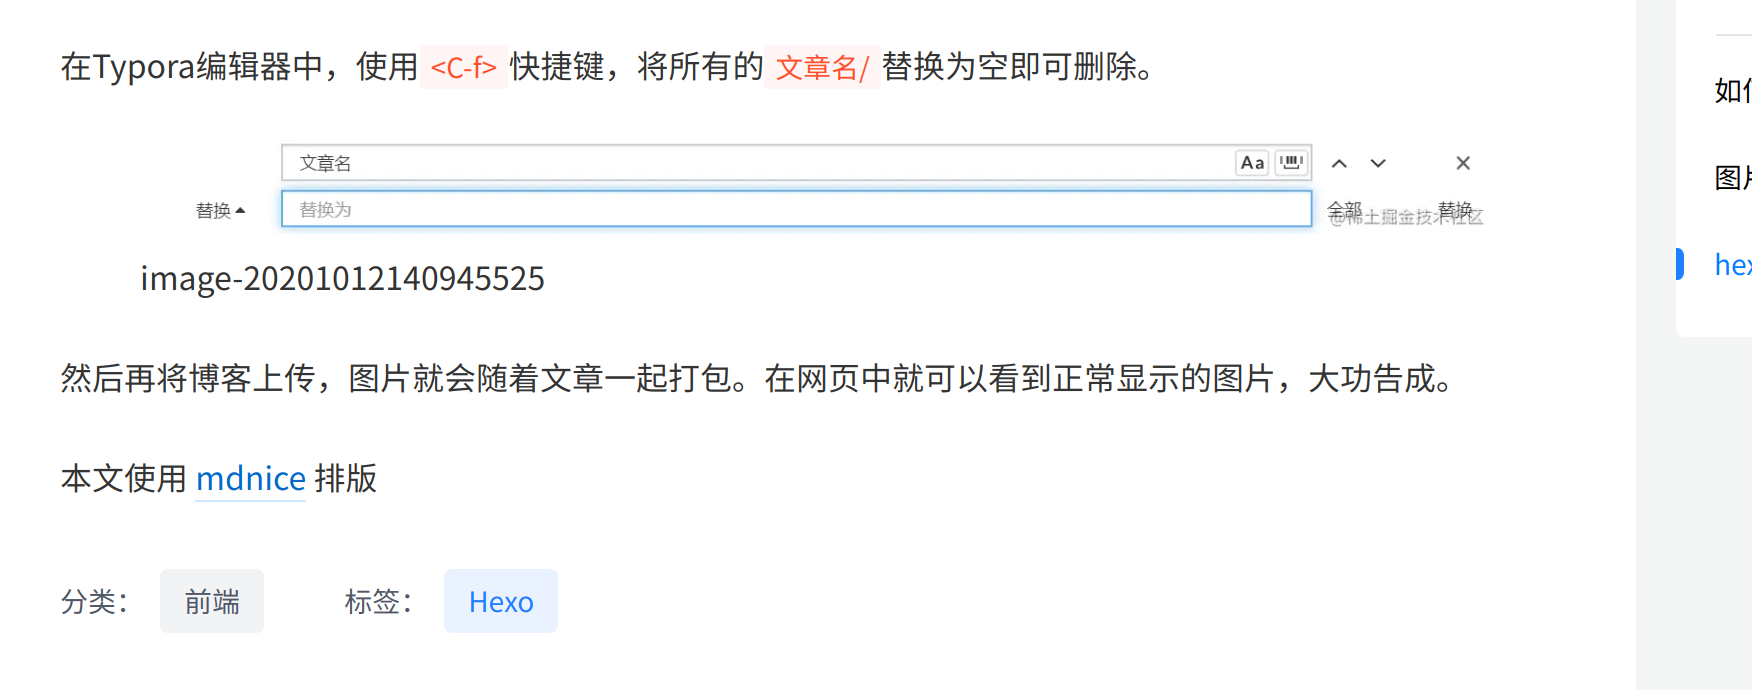 在Typora编辑器中，使用 <C-f> 快捷键，将所有的 文章名/ 替换为空即可删除。
如
文章名 Aa
图片
替换 替换为 全部 替换
@稀土掘金技术社区
hex
image-20201012140945525
然后再将博客上传，图片就会随着文章一起打包。在网页中就可以看到正常显示的图片，大功告成。
本文使用 mdnice 排版
分类： 前端 标签： Hexo